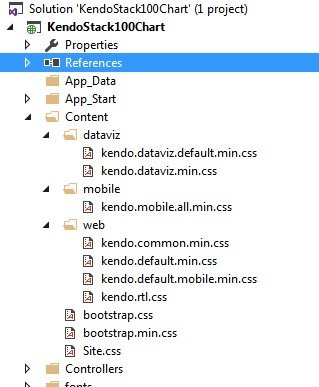 Solution 'KendoStack100Chart' (1 project)
KendoStack100Chart
Properties
References
App_Data
App_Start
Content
dataviz
kendo.dataviz.default.min.css
kendo.dataviz.min.css
mobile
kendo.mobile.all.min.css
web
kendo.common.min.css
kendo.default.min.css
kendo.default.mobile.min.css
kendo.rtl.css
bootstrap.css
bootstrap.min.css
Site.css
Controllers
fonts